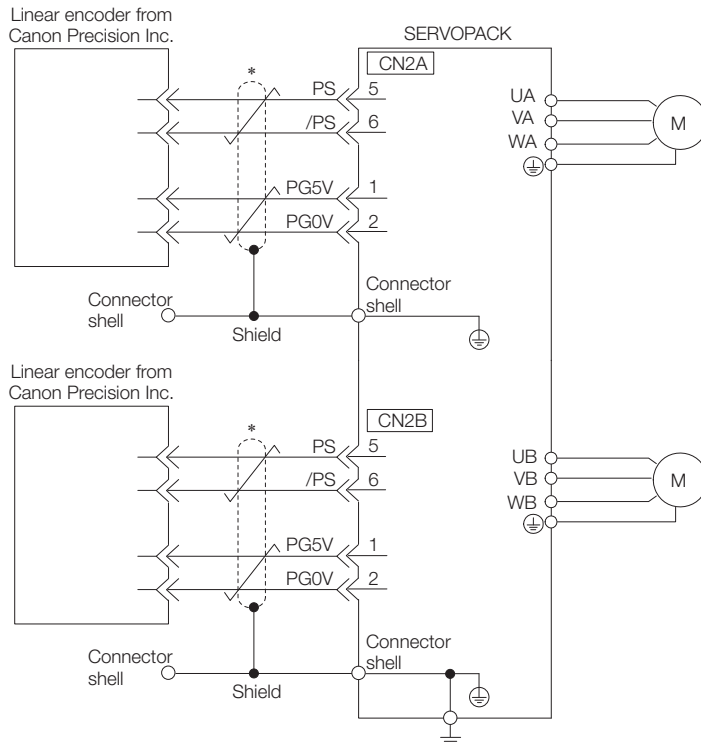 Linear encoder from
Canon Precision Inc.
SERVOPACK
CN2A
*
PS
5
/PS
6
PG5V
1
PG0V
2
UA
VA
WA
M
Connector
shell
Shield
Connector
shell
Linear encoder from
Canon Precision Inc.
CN2B
*
PS
5
/PS
6
PG5V
1
PG0V
2
UB
VB
WB
M
Connector
shell
Shield
Connector
shell